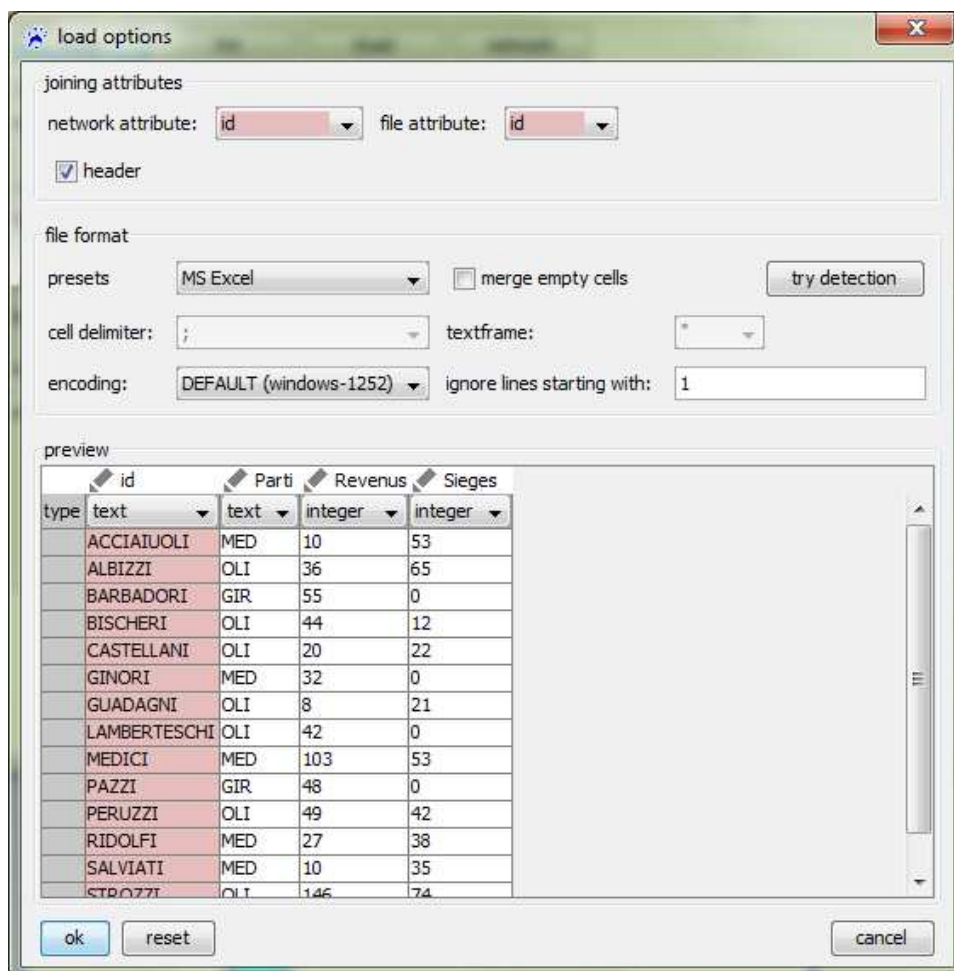 load options
joining attributes
network attribute: id file attribute: id
header
file format
presets MS Excel merge empty cells try detection
cell delimiter: ; textframe: "
encoding: DEFAULT (windows-1252) ignore lines starting with: 1
preview
id Parti Revenus Sieges
type text text integer integer
ACCIAIUOLI MED 10 53
ALBIZZI OLI 36 65
BARBADORI GIR 55 0
BISCHERI OLI 44 12
CASTELLANI OLI 20 22
GINORI MED 32 0
GUADAGNI OLI 8 21
LAMBERTESCHI OLI 42 0
MEDICI MED 103 53
PAZZI GIR 48 0
PERUZZI OLI 49 42
RIDOLFI MED 27 38
SALVIATI MED 10 35
STROZZI OLI 146 74
ok reset cancel